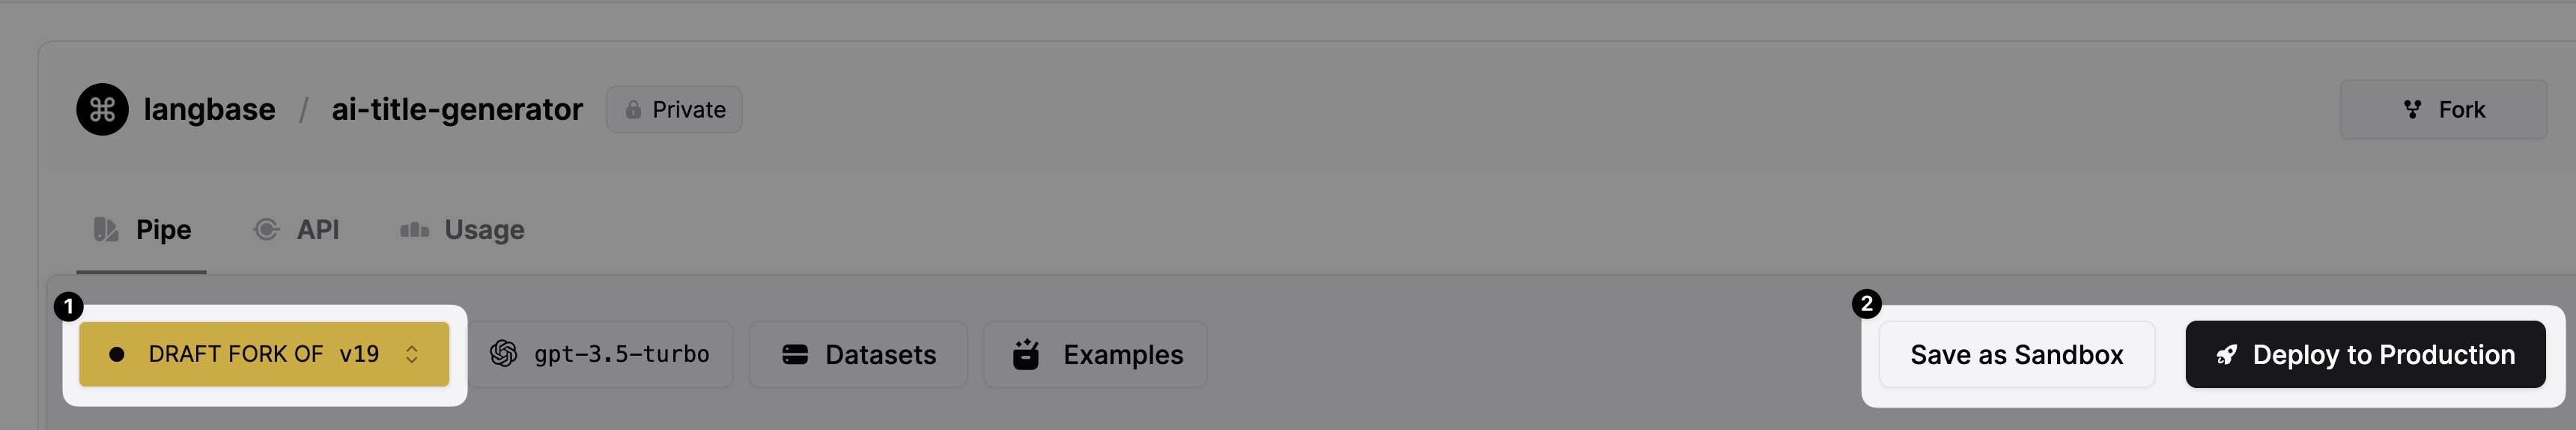 langbase / ai-title-generator Private Fork
Pipe API Usage
1 2
DRAFT FORK OF v19 gpt-3.5-turbo Datasets Examples Save as Sandbox Deploy to Production